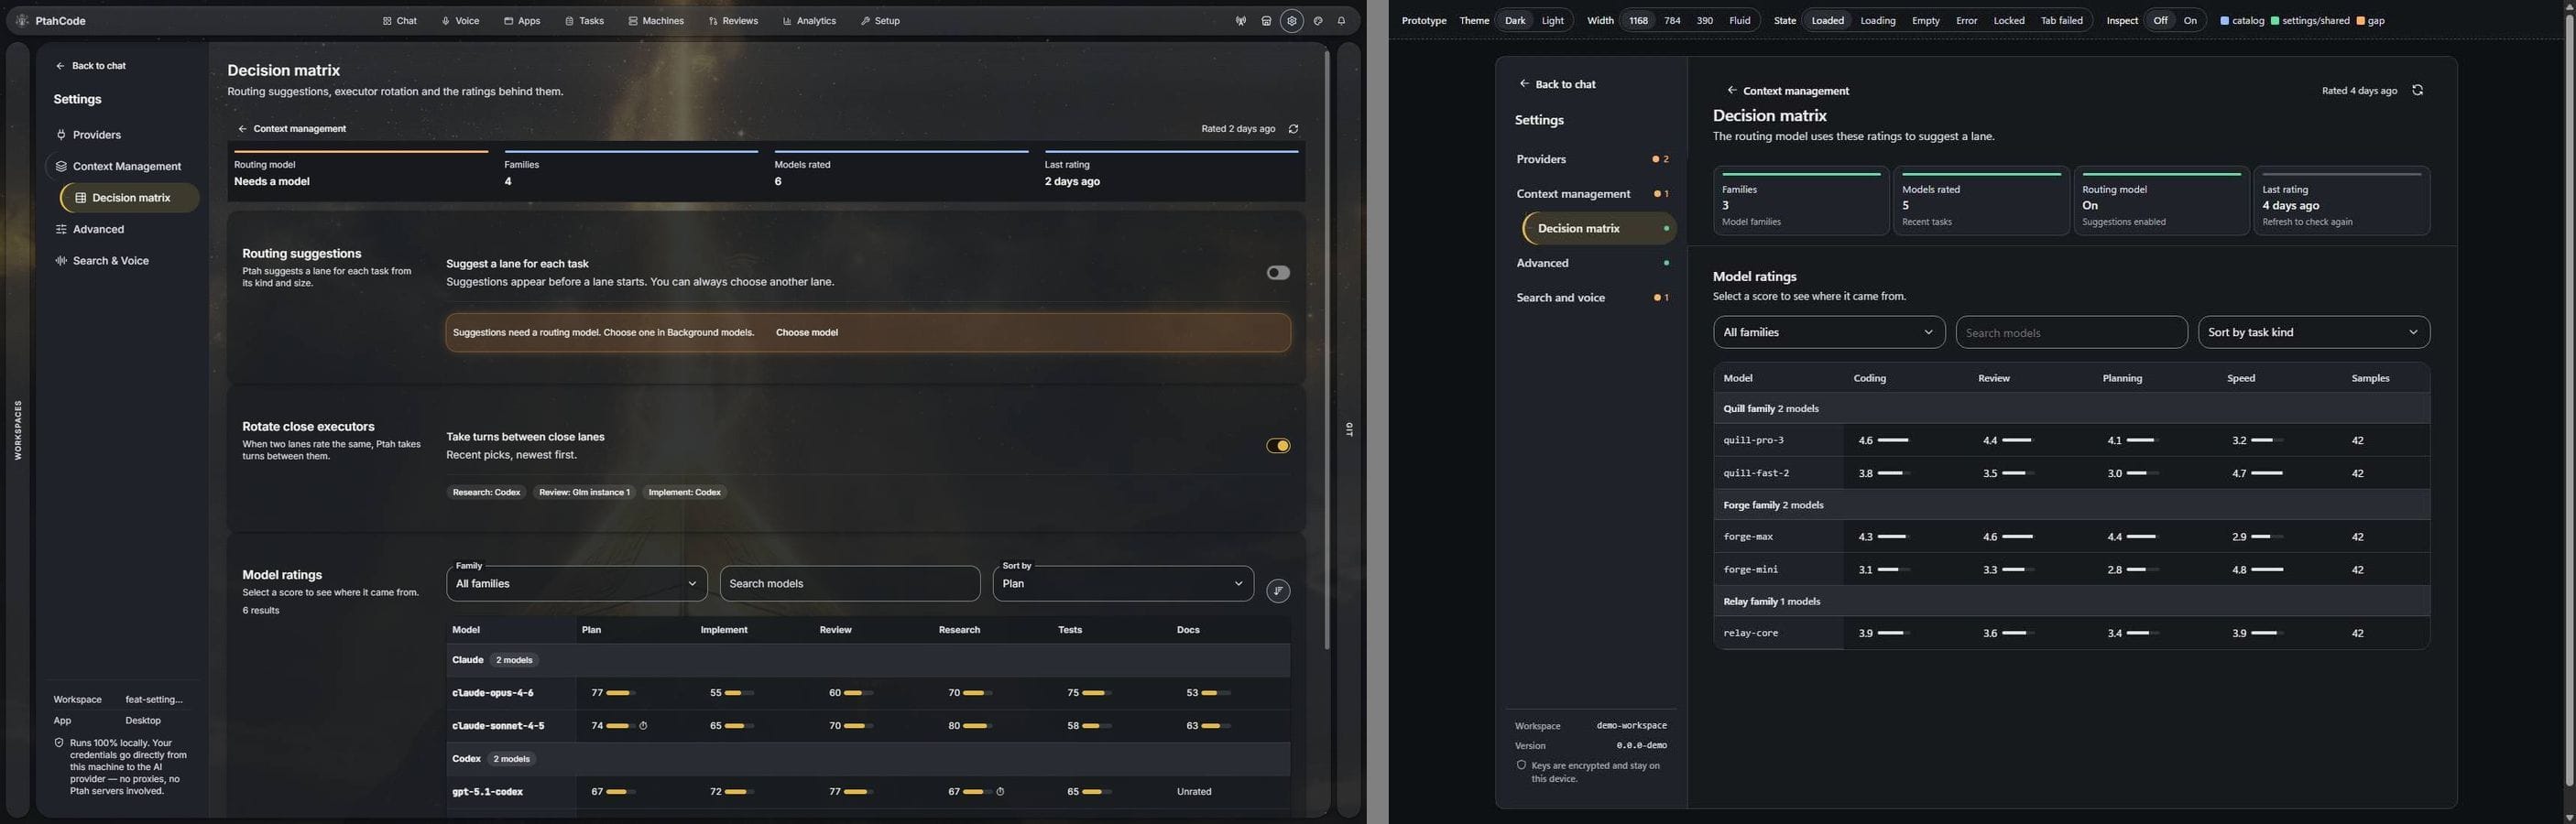 PtahCode
Chat
Voice
Apps
Tasks
Machines
Reviews
Analytics
Setup
WORKSPACES
Back to chat
Settings
Providers
Context Management
Decision matrix
Advanced
Search & Voice
Workspace feat-setting...
App Desktop
Runs 100% locally. Your
credentials go directly from
this machine to the AI
provider — no proxies, no
Ptah servers involved.
Decision matrix
Routing suggestions, executor rotation and the ratings behind them.
Context management
Rated 2 days ago
Routing model
Needs a model
Families
4
Models rated
6
Last rating
2 days ago
Routing suggestions
Ptah suggests a lane for each task from
its kind and size.
Suggest a lane for each task
Suggestions appear before a lane starts. You can always choose another lane.
Suggestions need a routing model. Choose one in Background models. Choose model
Rotate close executors
When two lanes rate the same, Ptah takes
turns between them.
Take turns between close lanes
Recent picks, newest first.
Research: Codex Review: Glm instance 1 Implement: Codex
Model ratings
Select a score to see where it came from.
6 results
Family
All families
Search models
Sort by
Plan
Model Plan Implement Review Research Tests Docs
Claude 2 models
claude-opus-4-6 77 55 60 70 75 53
claude-sonnet-4-5 74 65 70 80 58 63
Codex 2 models
gpt-5.1-codex 67 72 77 67 65 Unrated
GIT
Prototype Theme Dark Light Width 1168 784 390 Fluid State Loaded Loading Empty Error Locked Tab failed Inspect Off On catalog settings/shared gap
Back to chat
Settings
Providers 2
Context management 1
Decision matrix
Advanced
Search and voice 1
Workspace demo-workspace
Version 0.0.0-demo
Keys are encrypted and stay on
this device.
Context management
Rated 4 days ago
Decision matrix
The routing model uses these ratings to suggest a lane.
Families
3
Model families
Models rated
5
Recent tasks
Routing model
On
Suggestions enabled
Last rating
4 days ago
Refresh to check again
Model ratings
Select a score to see where it came from.
All families
Search models
Sort by task kind
Model Coding Review Planning Speed Samples
Quill family 2 models
quill-pro-3 4.6 4.4 4.1 3.2 42
quill-fast-2 3.8 3.5 3.0 4.7 42
Forge family 2 models
forge-max 4.3 4.6 4.4 2.9 42
forge-mini 3.1 3.3 2.8 4.8 42
Relay family 1 models
relay-core 3.9 3.6 3.4 3.9 42